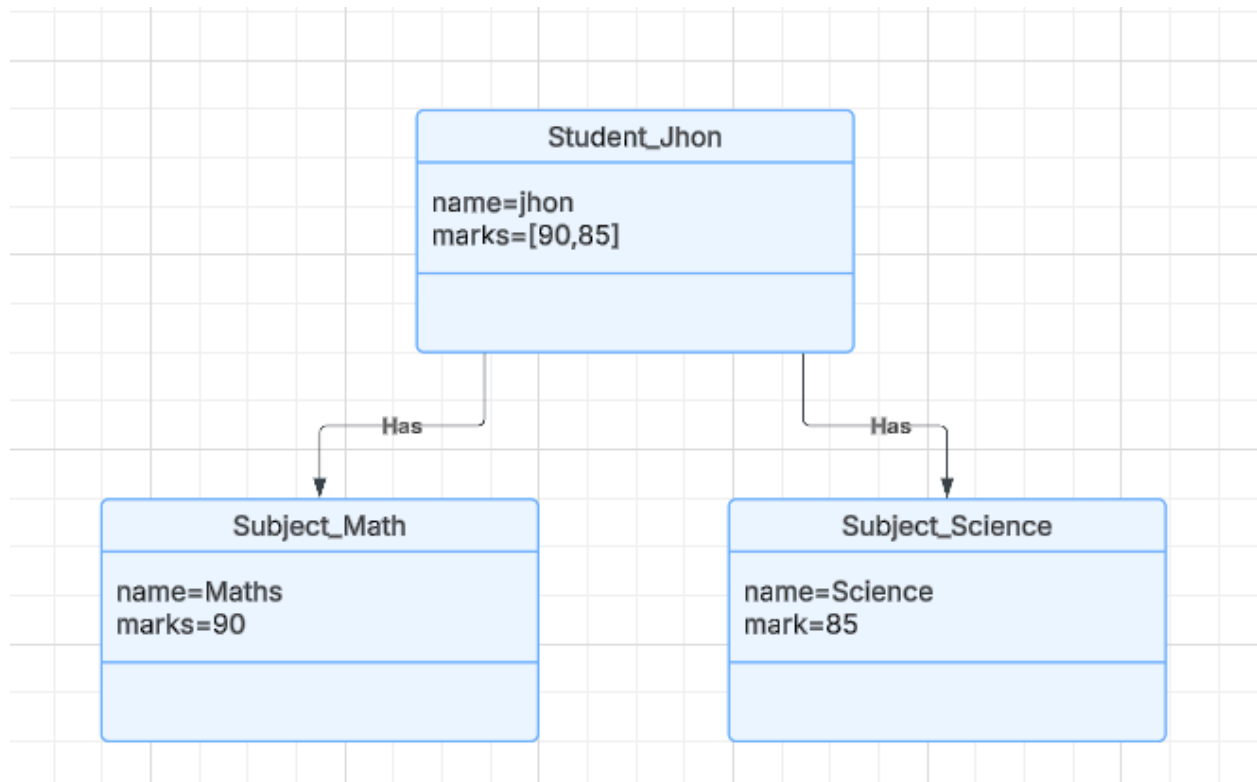 Student_Jhon
name=jhon
marks=[90,85]
Has
Has
Subject_Math
name=Maths
marks=90
Subject_Science
name=Science
mark=85